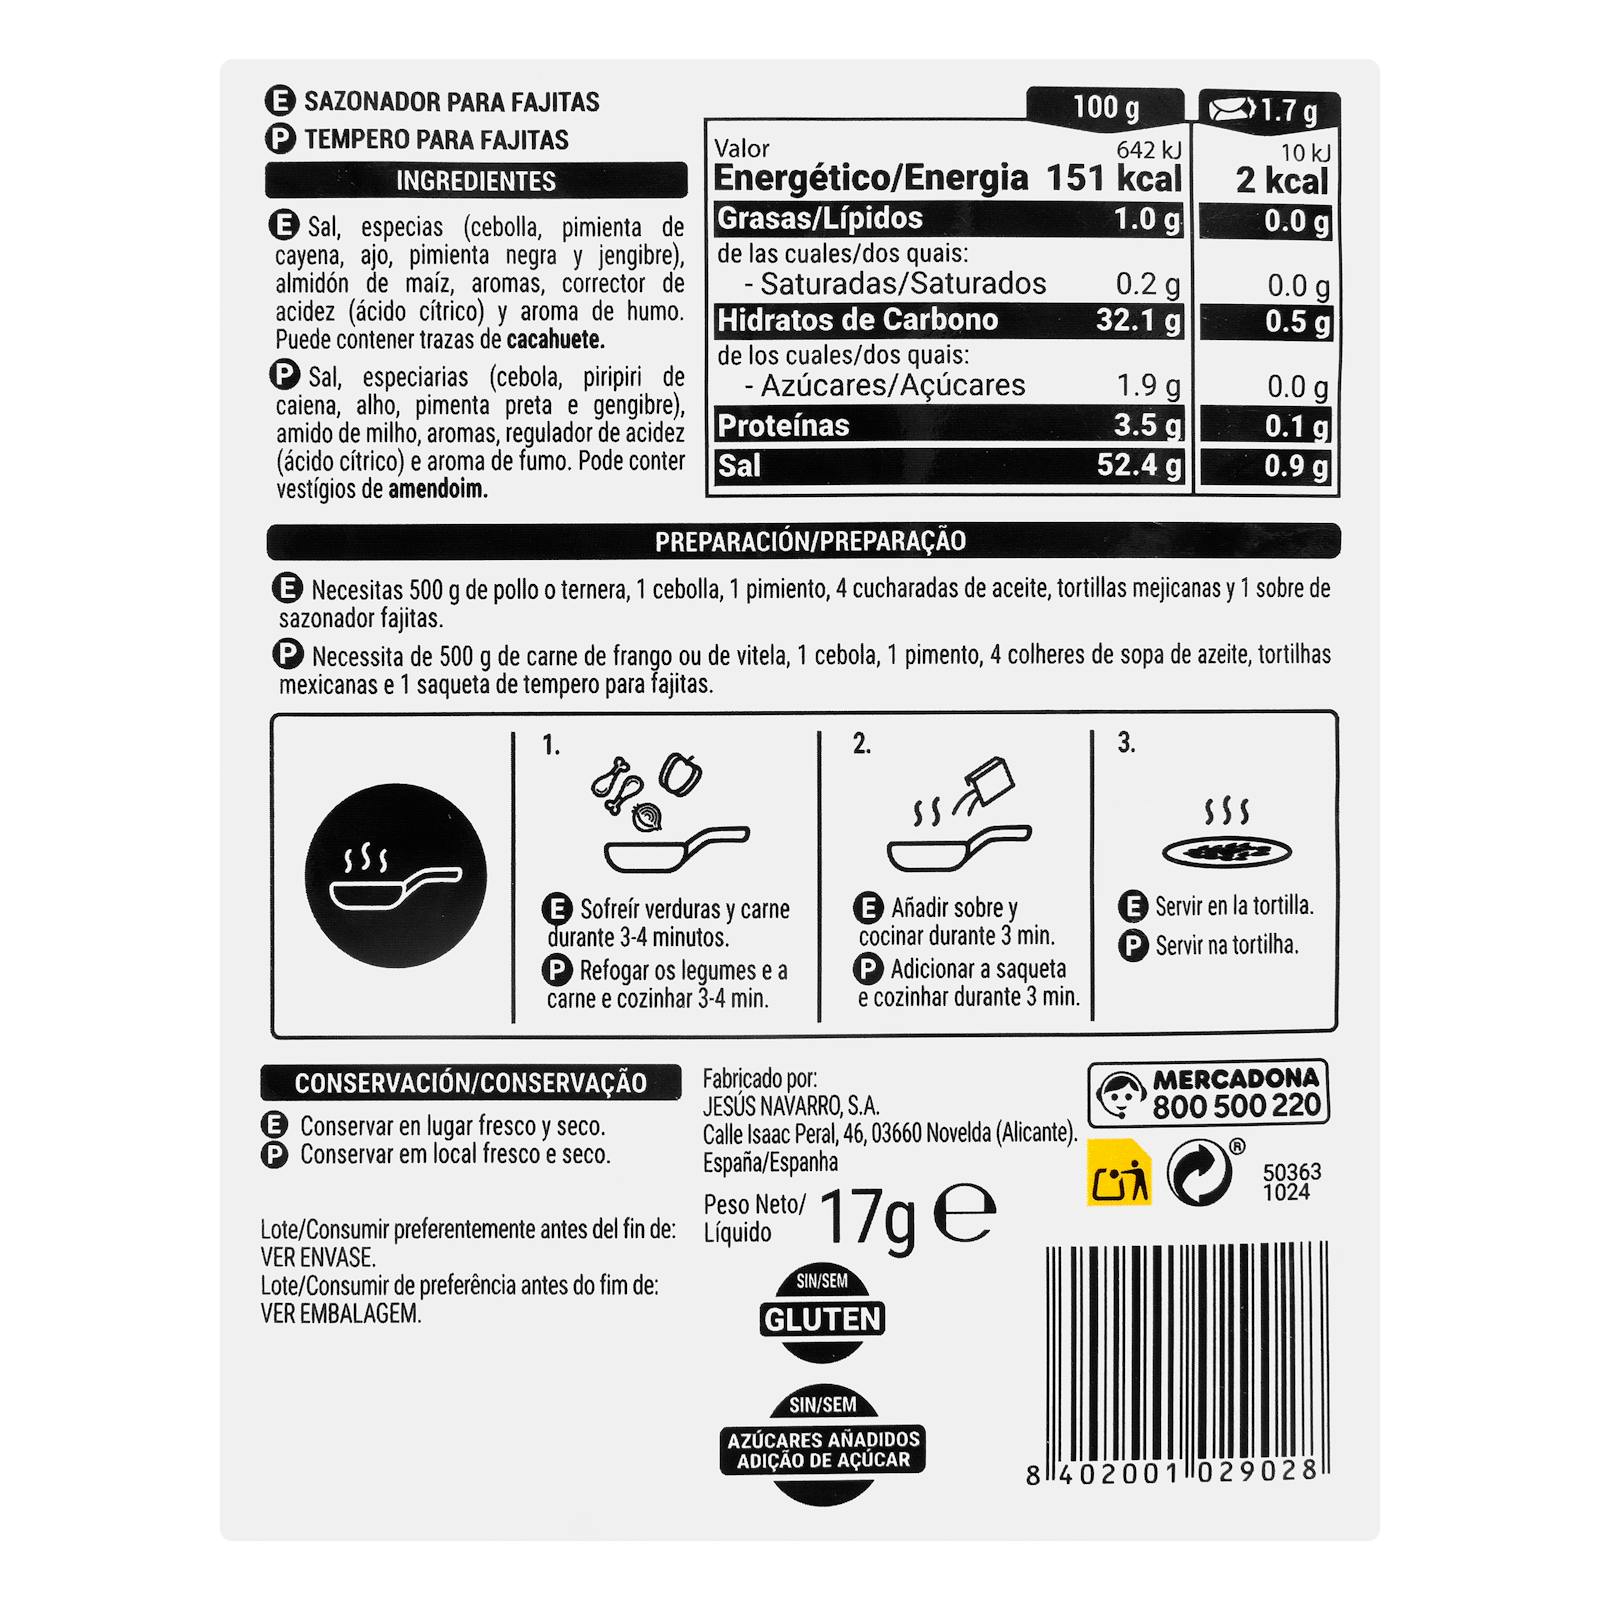 E SAZONADOR PARA FAJITAS
P TEMPERO PARA FAJITAS
INGREDIENTES
E Sal, especias (cebolla, pimienta de
cayena, ajo, pimienta negra y jengibre),
almidón de maíz, aromas, corrector de
acidez (ácido cítrico) y aroma de humo.
Puede contener trazas de cacahuete.
P Sal, especiarias (cebola, piripiri de
caiena, alho, pimenta preta e gengibre),
amido de milho, aromas, regulador de acidez
(ácido cítrico) e aroma de fumo. Pode conter
vestígios de amendoim.
100 g 1.7 g
Valor 642 kJ 10 kJ
Energético/Energia 151 kcal 2 kcal
Grasas/Lípidos 1.0 g 0.0 g
de las cuales/dos quais:
- Saturadas/Saturados 0.2 g 0.0 g
Hidratos de Carbono 32.1 g 0.5 g
de los cuales/dos quais:
- Azúcares/Açúcares 1.9 g 0.0 g
Proteínas 3.5 g 0.1 g
Sal 52.4 g 0.9 g
PREPARACIÓN/PREPARAÇÃO
E Necesitas 500 g de pollo o ternera, 1 cebolla, 1 pimiento, 4 cucharadas de aceite, tortillas mejicanas y 1 sobre de
sazonador fajitas.
P Necessita de 500 g de carne de frango ou de vitela, 1 cebola, 1 pimento, 4 colheres de sopa de azeite, tortilhas
mexicanas e 1 saqueta de tempero para fajitas.
1.
E Sofreír verduras y carne
durante 3-4 minutos.
P Refogar os legumes e a
carne e cozinhar 3-4 min.
2.
E Añadir sobre y
cocinar durante 3 min.
P Adicionar a saqueta
e cozinhar durante 3 min.
3.
E Servir en la tortilla.
P Servir na tortilha.
CONSERVACIÓN/CONSERVAÇÃO
E Conservar en lugar fresco y seco.
P Conservar em local fresco e seco.
Lote/Consumir preferentemente antes del fin de:
VER ENVASE.
Lote/Consumir de preferência antes do fim de:
VER EMBALAGEM.
Fabricado por:
JESÚS NAVARRO, S.A.
Calle Isaac Peral, 46, 03660 Novelda (Alicante).
España/Espanha
Peso Neto/
Líquido 17g e
SIN/SEM
GLUTEN
SIN/SEM
AZÚCARES AÑADIDOS
ADIÇÃO DE AÇÚCAR
MERCADONA
800 500 220
®
50363
1024
8 402001 029028